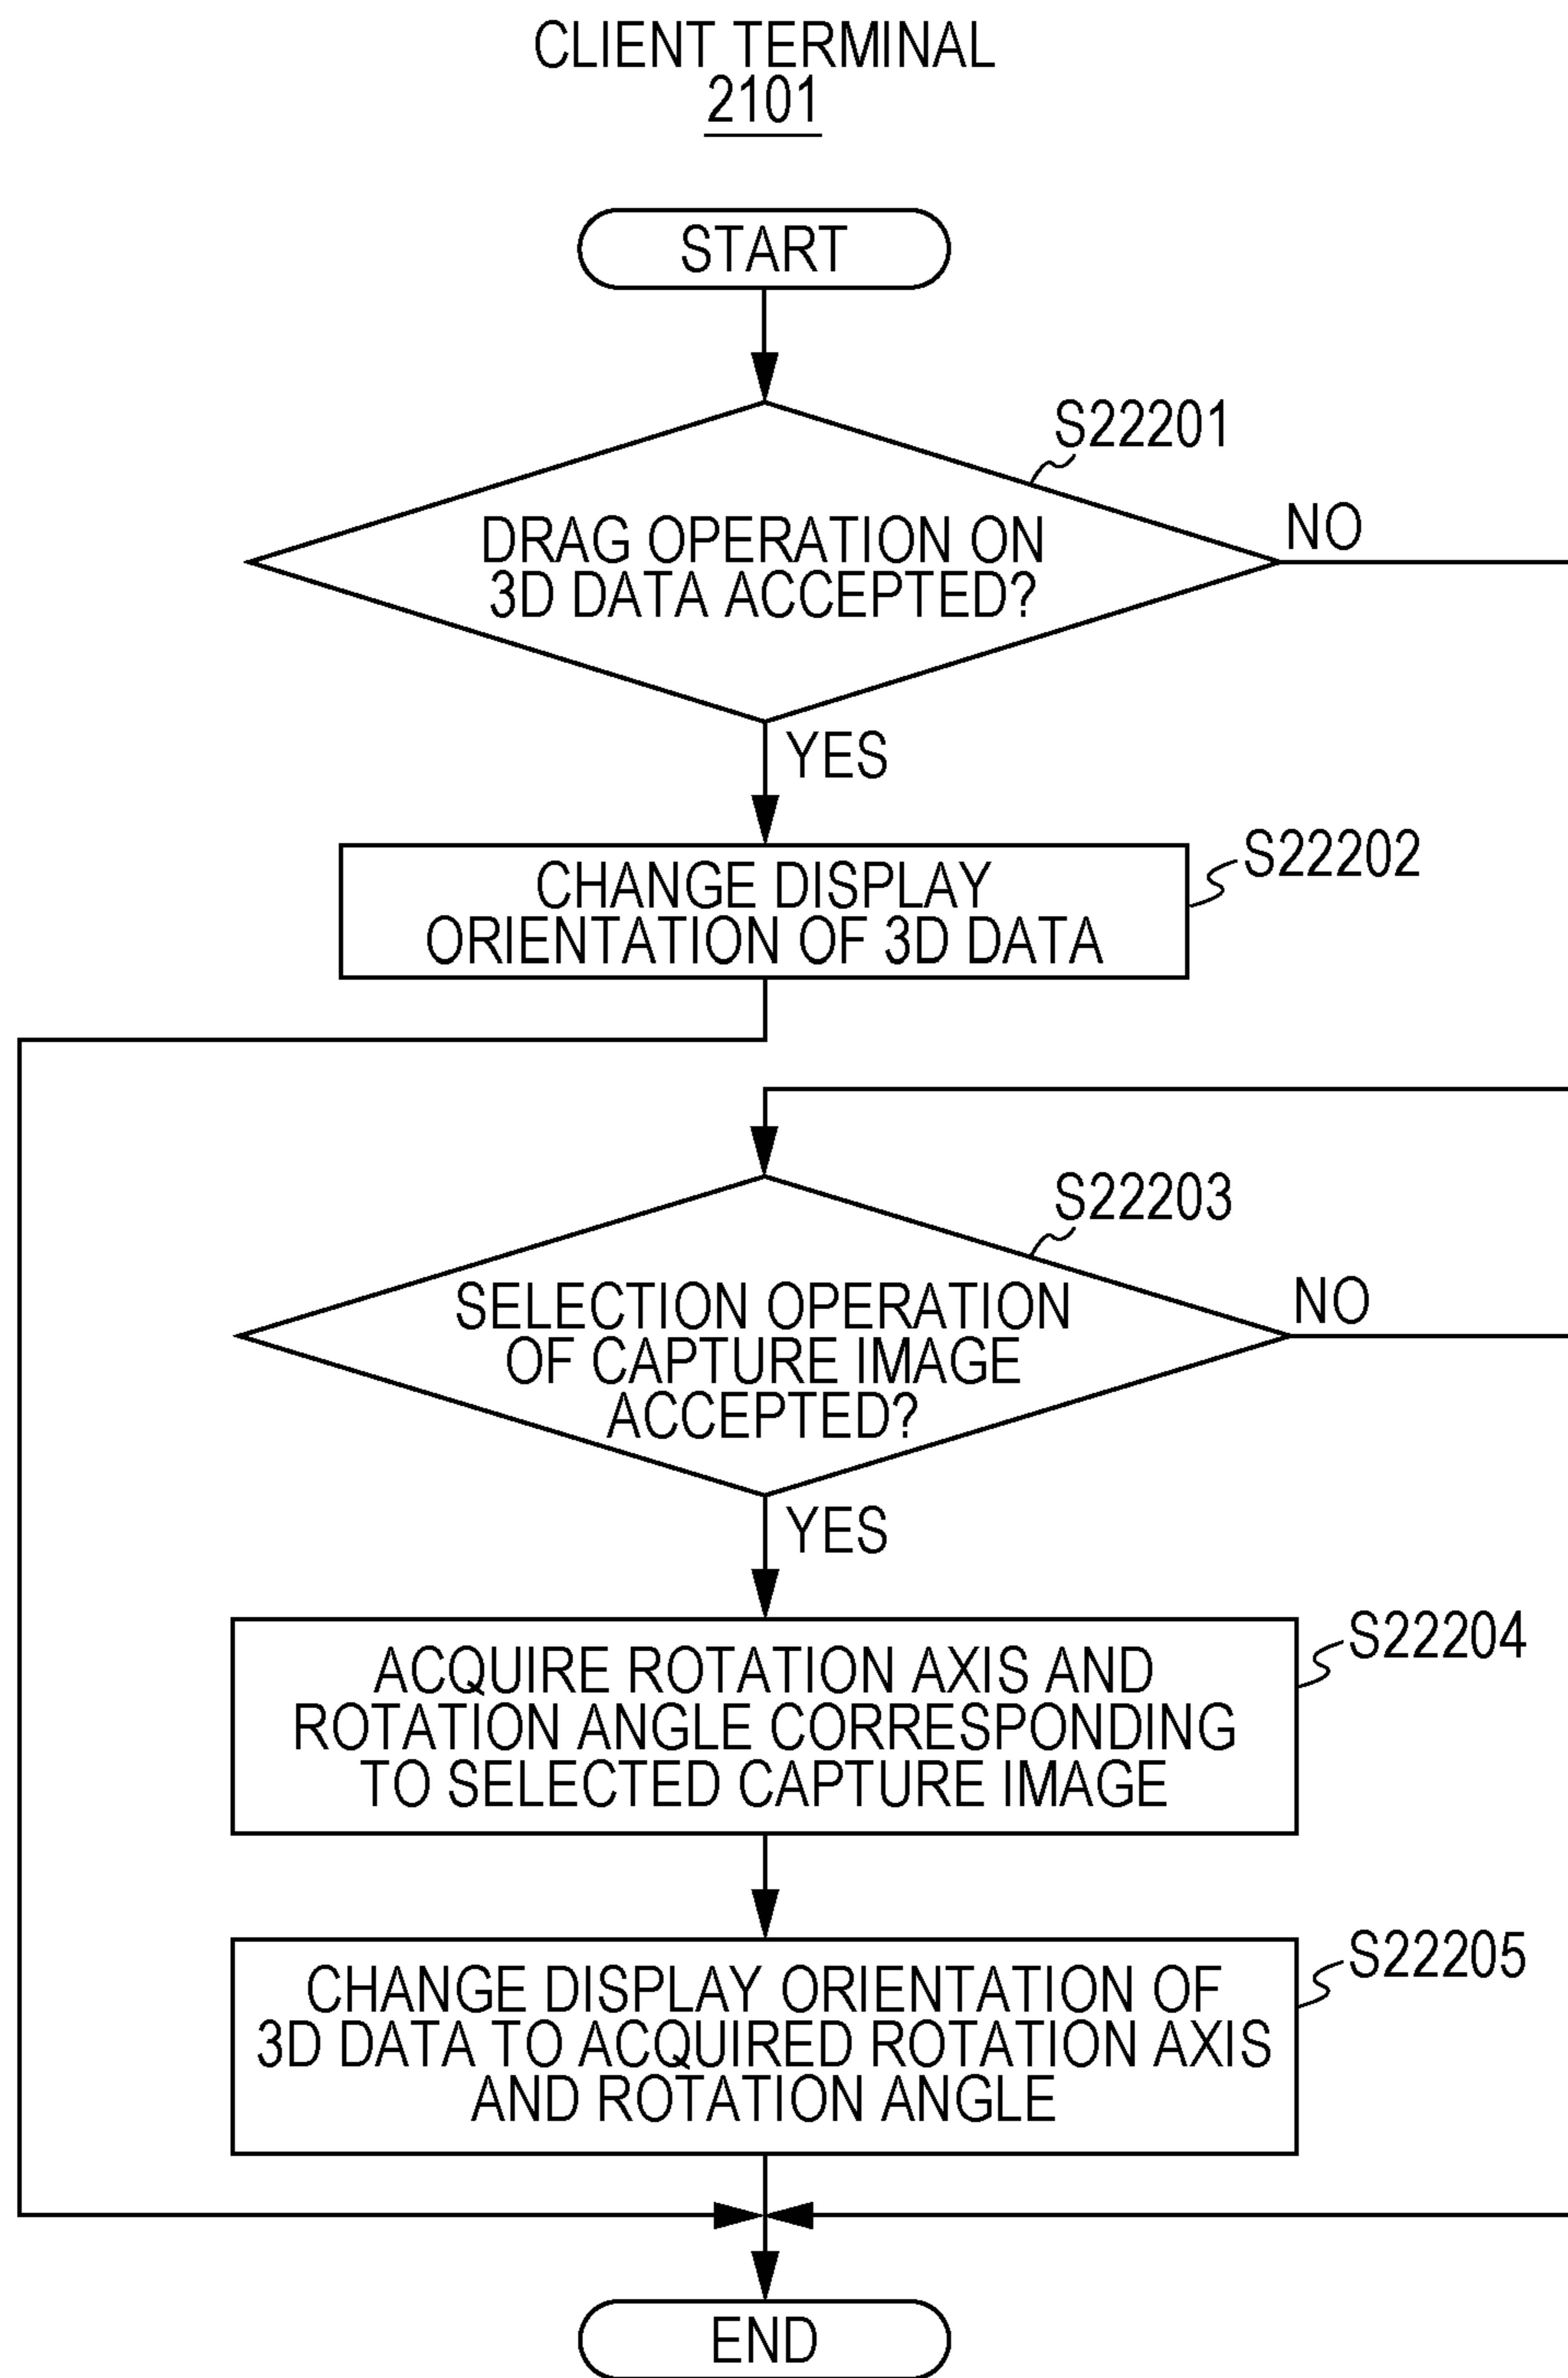 CLIENT TERMINAL
2101
START
S22201
DRAG OPERATION ON
3D DATA ACCEPTED?
NO
YES
S22202
CHANGE DISPLAY
ORIENTATION OF 3D DATA
S22203
SELECTION OPERATION
OF CAPTURE IMAGE
ACCEPTED?
NO
YES
S22204
ACQUIRE ROTATION AXIS AND
ROTATION ANGLE CORRESPONDING
TO SELECTED CAPTURE IMAGE
S22205
CHANGE DISPLAY ORIENTATION OF
3D DATA TO ACQUIRED ROTATION AXIS
AND ROTATION ANGLE
END